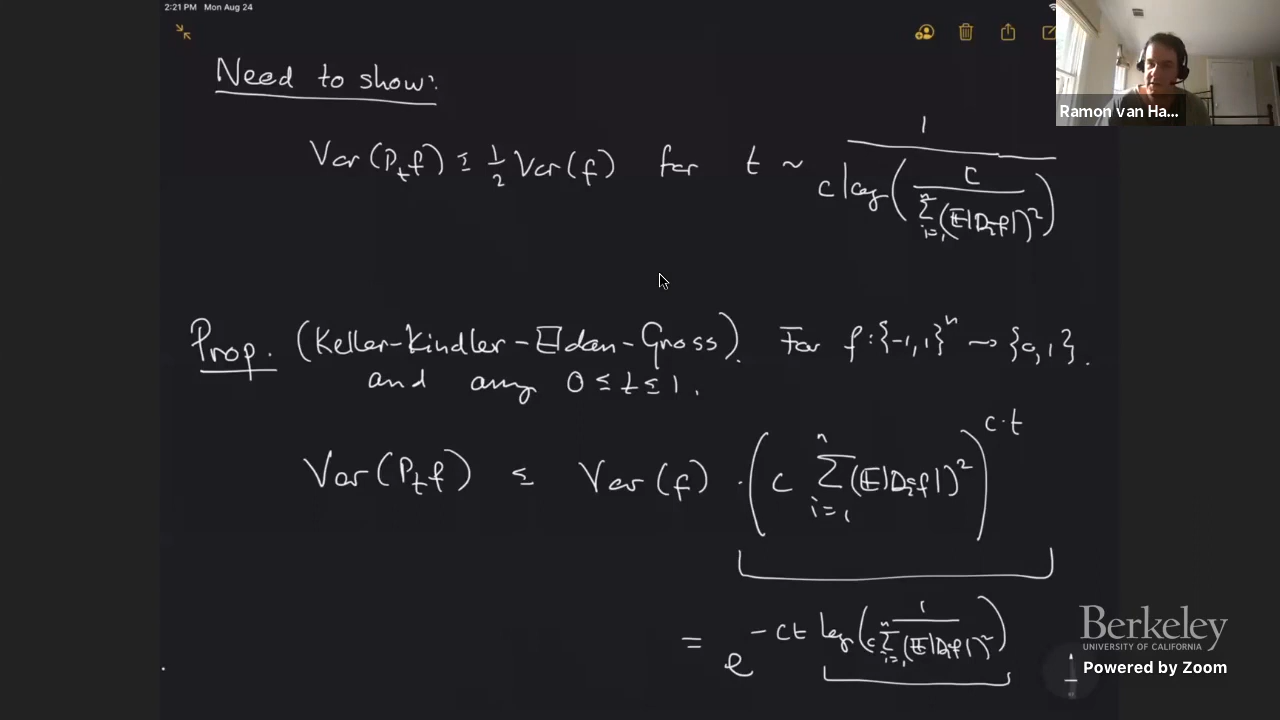 2:21 PM Mon Aug 24
Ramon van Ha...
Need to show:
Var(P_t f) ≤ 1/2 Var(f) for t ~ 1 / (c log(C / Σ_{i=1}^n (E|D_i f|)^2))
Prop. (Keller-Kindler-Eldan-Gross). For f:{-1,1}^n → {0,1}.
and any 0 ≤ t ≤ 1.
Var(P_t f) ≤ Var(f) · (c Σ_{i=1}^n (E|D_i f|)^2)^{c·t}
= e^{-ct log(1 / (c Σ_{i=1}^n (E|D_i f|)^2))}
Berkeley
UNIVERSITY OF CALIFORNIA
Powered by Zoom